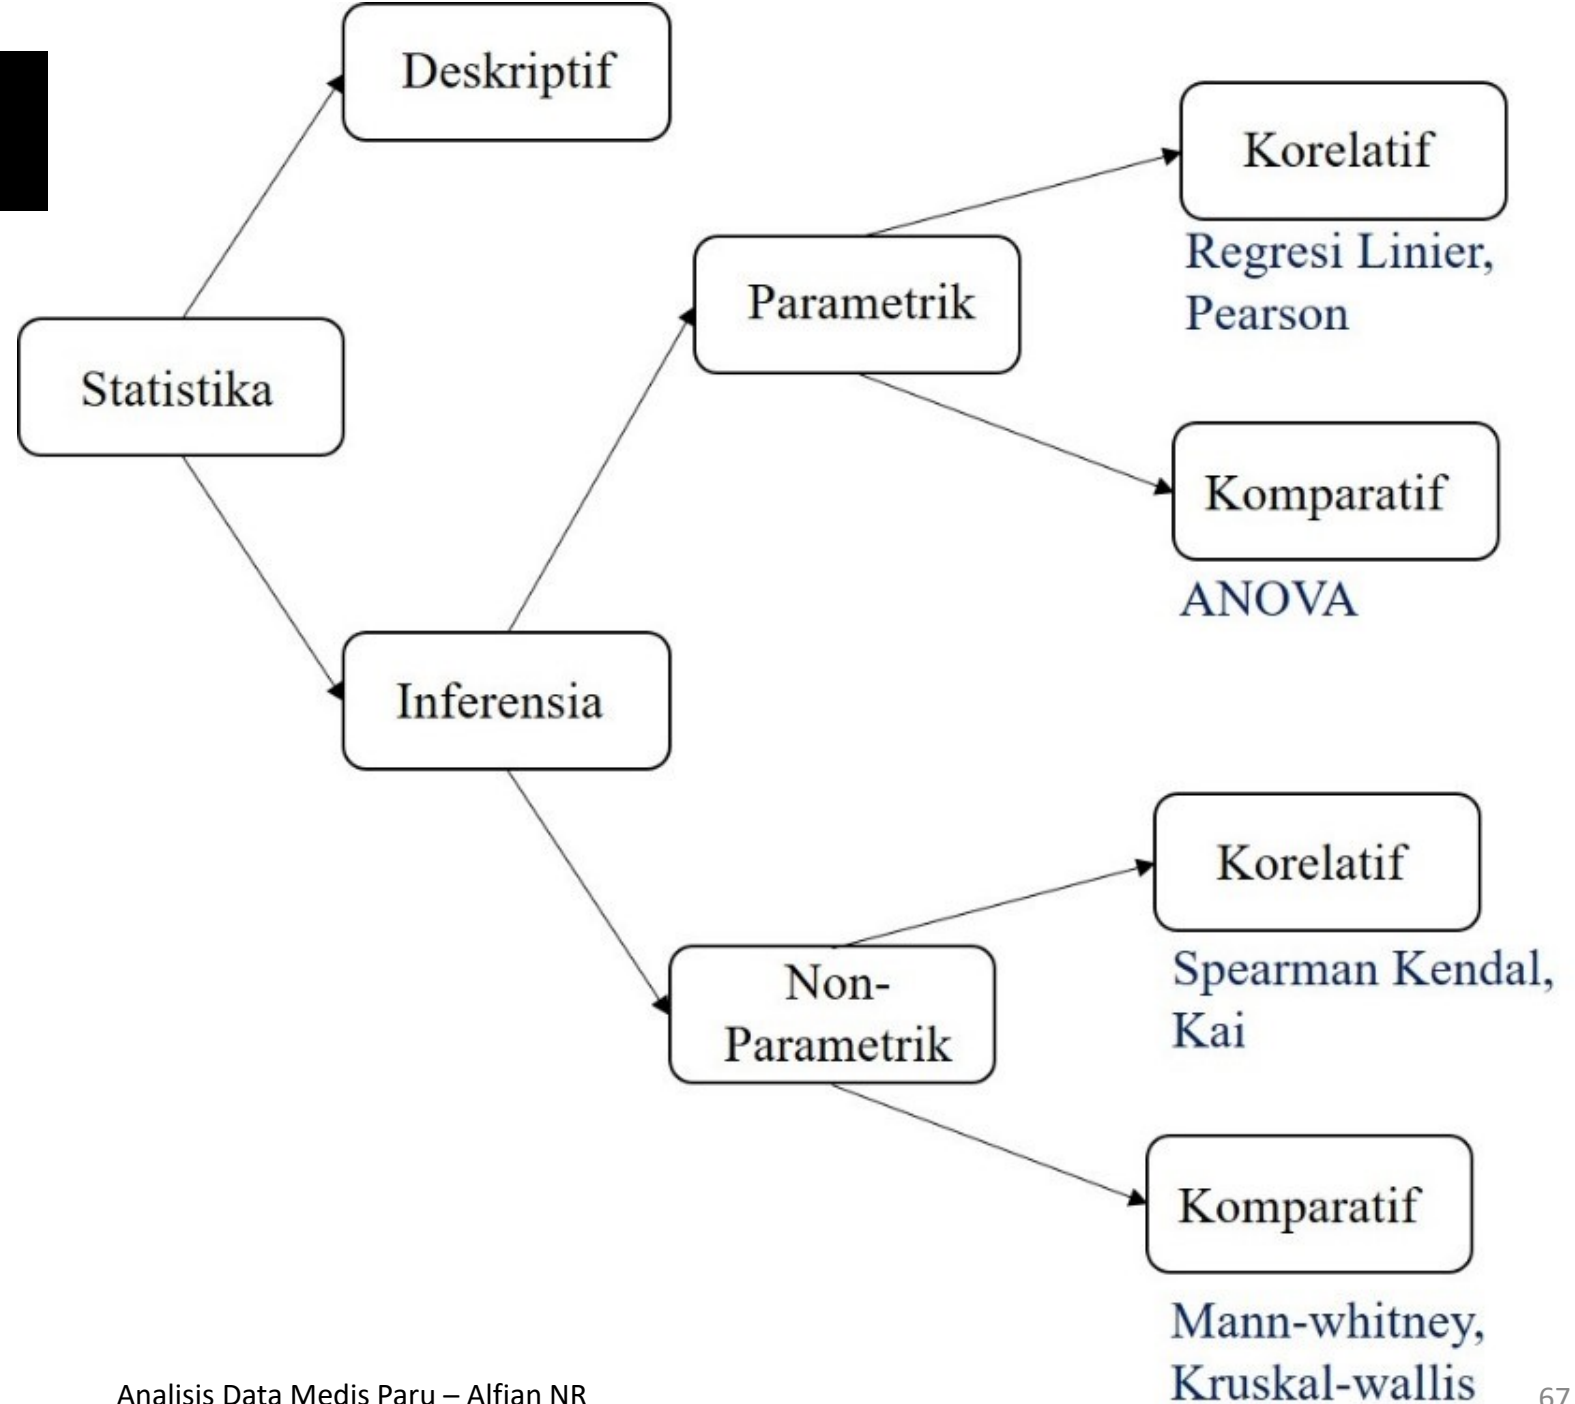 Deskriptif
Korelatif
Regresi Linier,
Pearson
Parametrik
Statistika
Komparatif
ANOVA
Inferensia
Korelatif
Spearman Kendal,
Kai
Non-
Parametrik
Komparatif
Mann-whitney,
Kruskal-wallis
Analisis Data Medis Paru – Alfian NR
67